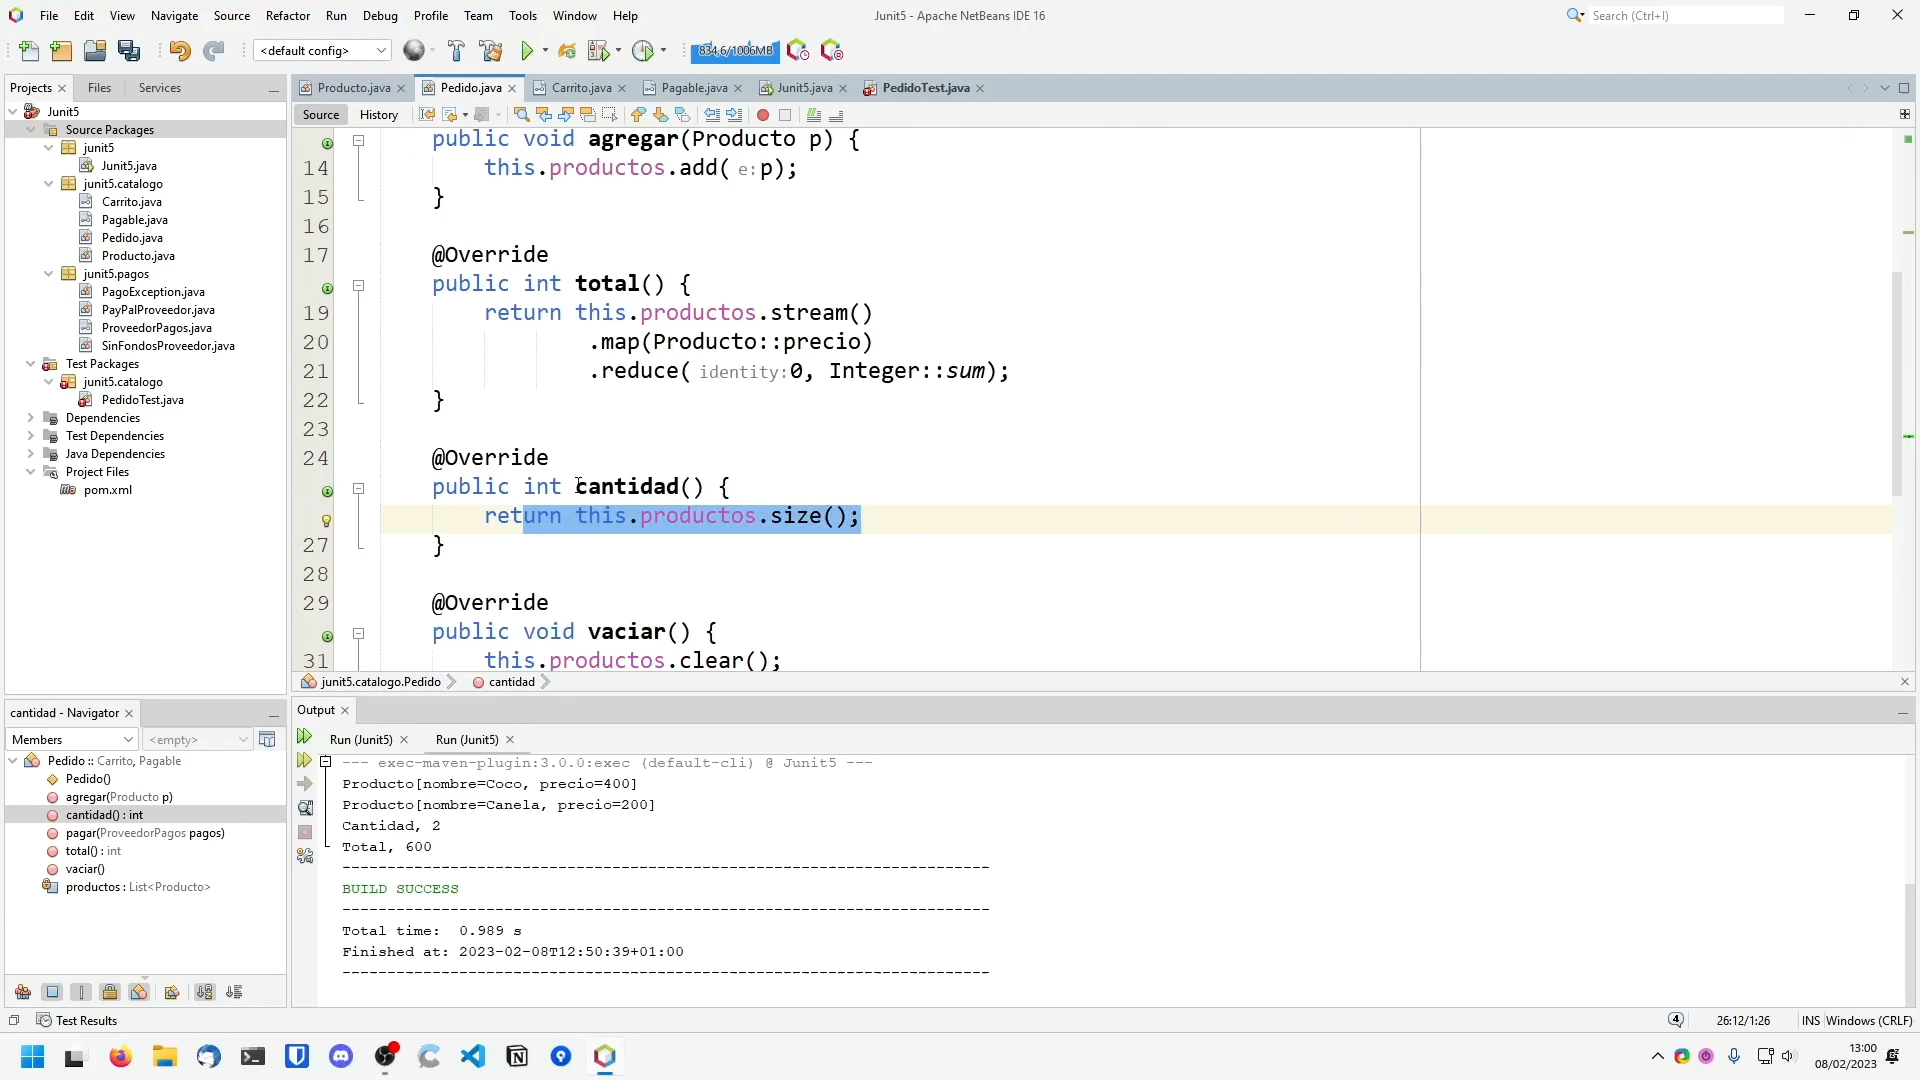 File Edit View Navigate Source Refactor Run Debug Profile Team Tools Window Help
Junit5 - Apache NetBeans IDE 16
Search (Ctrl+I)
<default config>
834,6/1006MB
Projects
Files
Services
Junit5
Source Packages
junit5
Junit5.java
junit5.catalogo
Carrito.java
Pagable.java
Pedido.java
Producto.java
junit5.pagos
PagoException.java
PayPalProveedor.java
ProveedorPagos.java
SinFondosProveedor.java
Test Packages
junit5.catalogo
PedidoTest.java
Dependencies
Test Dependencies
Java Dependencies
Project Files
pom.xml
Producto.java
Pedido.java
Carrito.java
Pagable.java
Junit5.java
PedidoTest.java
Source
History
public void agregar(Producto p) {
14 this.productos.add( e: p);
15 }
16
17 @Override
public int total() {
19 return this.productos.stream()
20 .map(Producto::precio)
21 .reduce( identity: 0, Integer::sum);
22 }
23
24 @Override
public int cantidad() {
return this.productos.size();
27 }
28
29 @Override
public void vaciar() {
31 this.productos.clear();
junit5.catalogo.Pedido
cantidad
cantidad - Navigator
Members
<empty>
Pedido :: Carrito, Pagable
Pedido()
agregar(Producto p)
cantidad() : int
pagar(ProveedorPagos pagos)
total() : int
vaciar()
productos : List<Producto>
Output
Run (Junit5)
Run (Junit5)
--- exec-maven-plugin:3.0.0:exec (default-cli) @ Junit5 ---
Producto[nombre=Coco, precio=400]
Producto[nombre=Canela, precio=200]
Cantidad, 2
Total, 600
------------------------------------------------------------------------
BUILD SUCCESS
------------------------------------------------------------------------
Total time:  0.989 s
Finished at: 2023-02-08T12:50:39+01:00
------------------------------------------------------------------------
Test Results
4
26:12/1:26
INS
Windows (CRLF)
13:00
08/02/2023